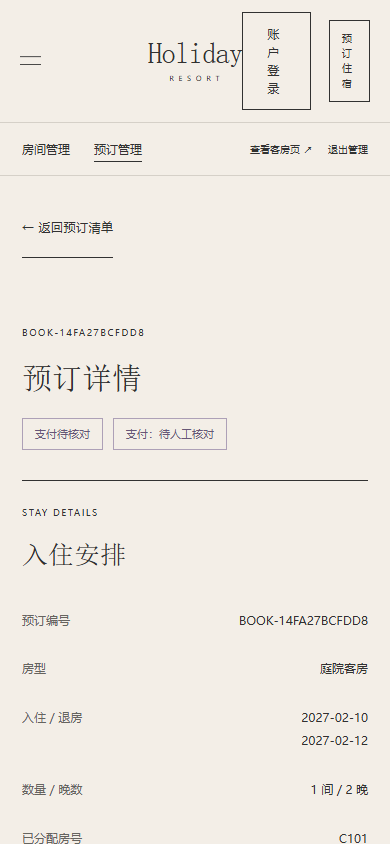 Holiday
RESORT
账户登录
预订住宿
房间管理
预订管理
查看客房页 ↗
退出管理
← 返回预订清单
BOOK-14FA27BCFDD8
预订详情
支付待核对
支付：待人工核对
STAY DETAILS
入住安排
预订编号
BOOK-14FA27BCFDD8
房型
庭院客房
入住 / 退房
2027-02-10
2027-02-12
数量 / 晚数
1 间 / 2 晚
已分配房号
C101